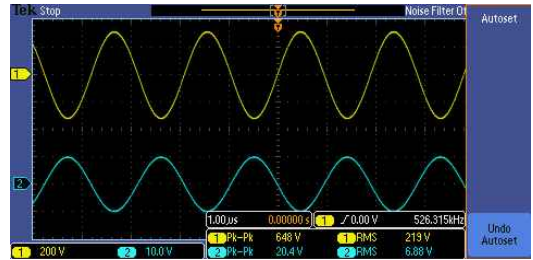 Tek Stop Noise Filter Of
Autoset
1
2
1.00µs 0.00000 s 1 0.00 V 526.315kHz
1 Pk-Pk 648 V 1 RMS 219 V
2 Pk-Pk 20.4 V 2 RMS 6.88 V
1 200 V 2 10.0 V
Undo
Autoset